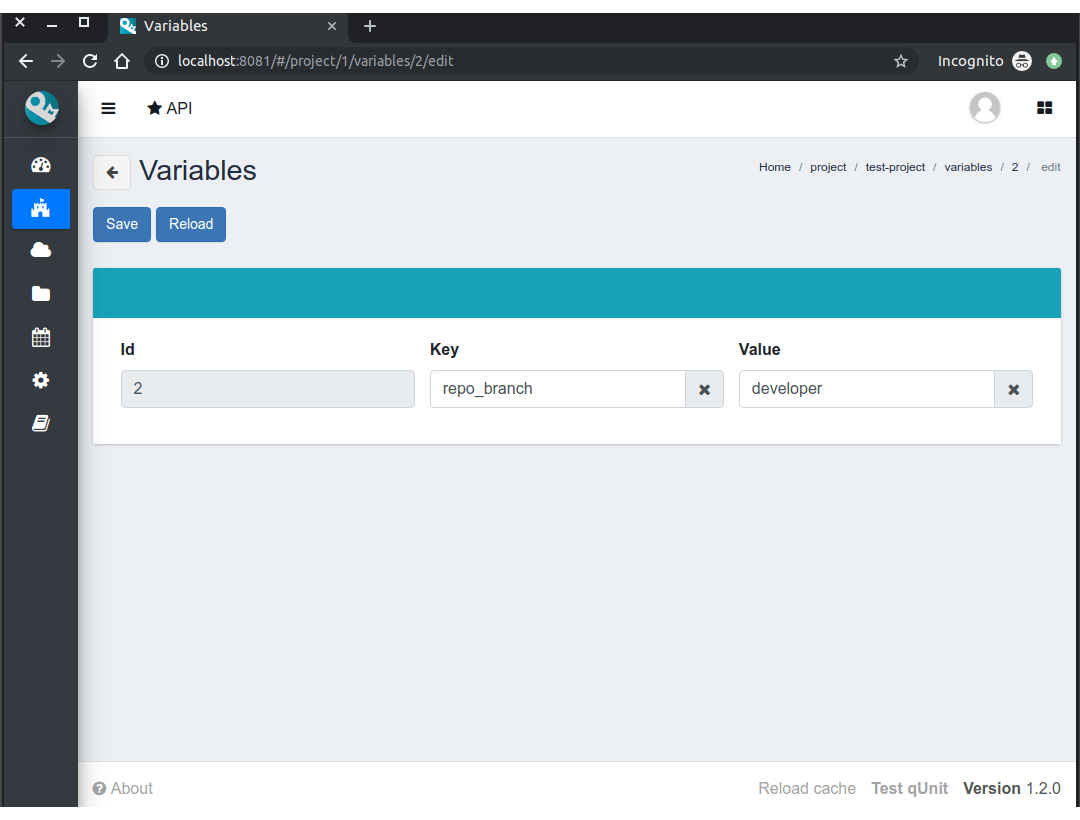 Variables
localhost:8081/#/project/1/variables/2/edit
Incognito
API
Variables
Home / project / test-project / variables / 2 / edit
Save Reload
Id Key Value
2 repo_branch developer
About
Reload cache Test qUnit Version 1.2.0